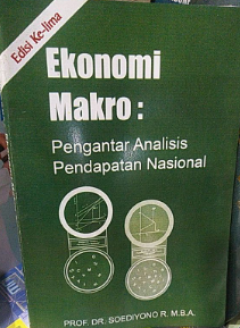 Edisi Ke-lima
Ekonomi
Makro :
Pengantar Analisis
Pendapatan Nasional
PROF. DR. SOEDIYONO R, M.B.A.